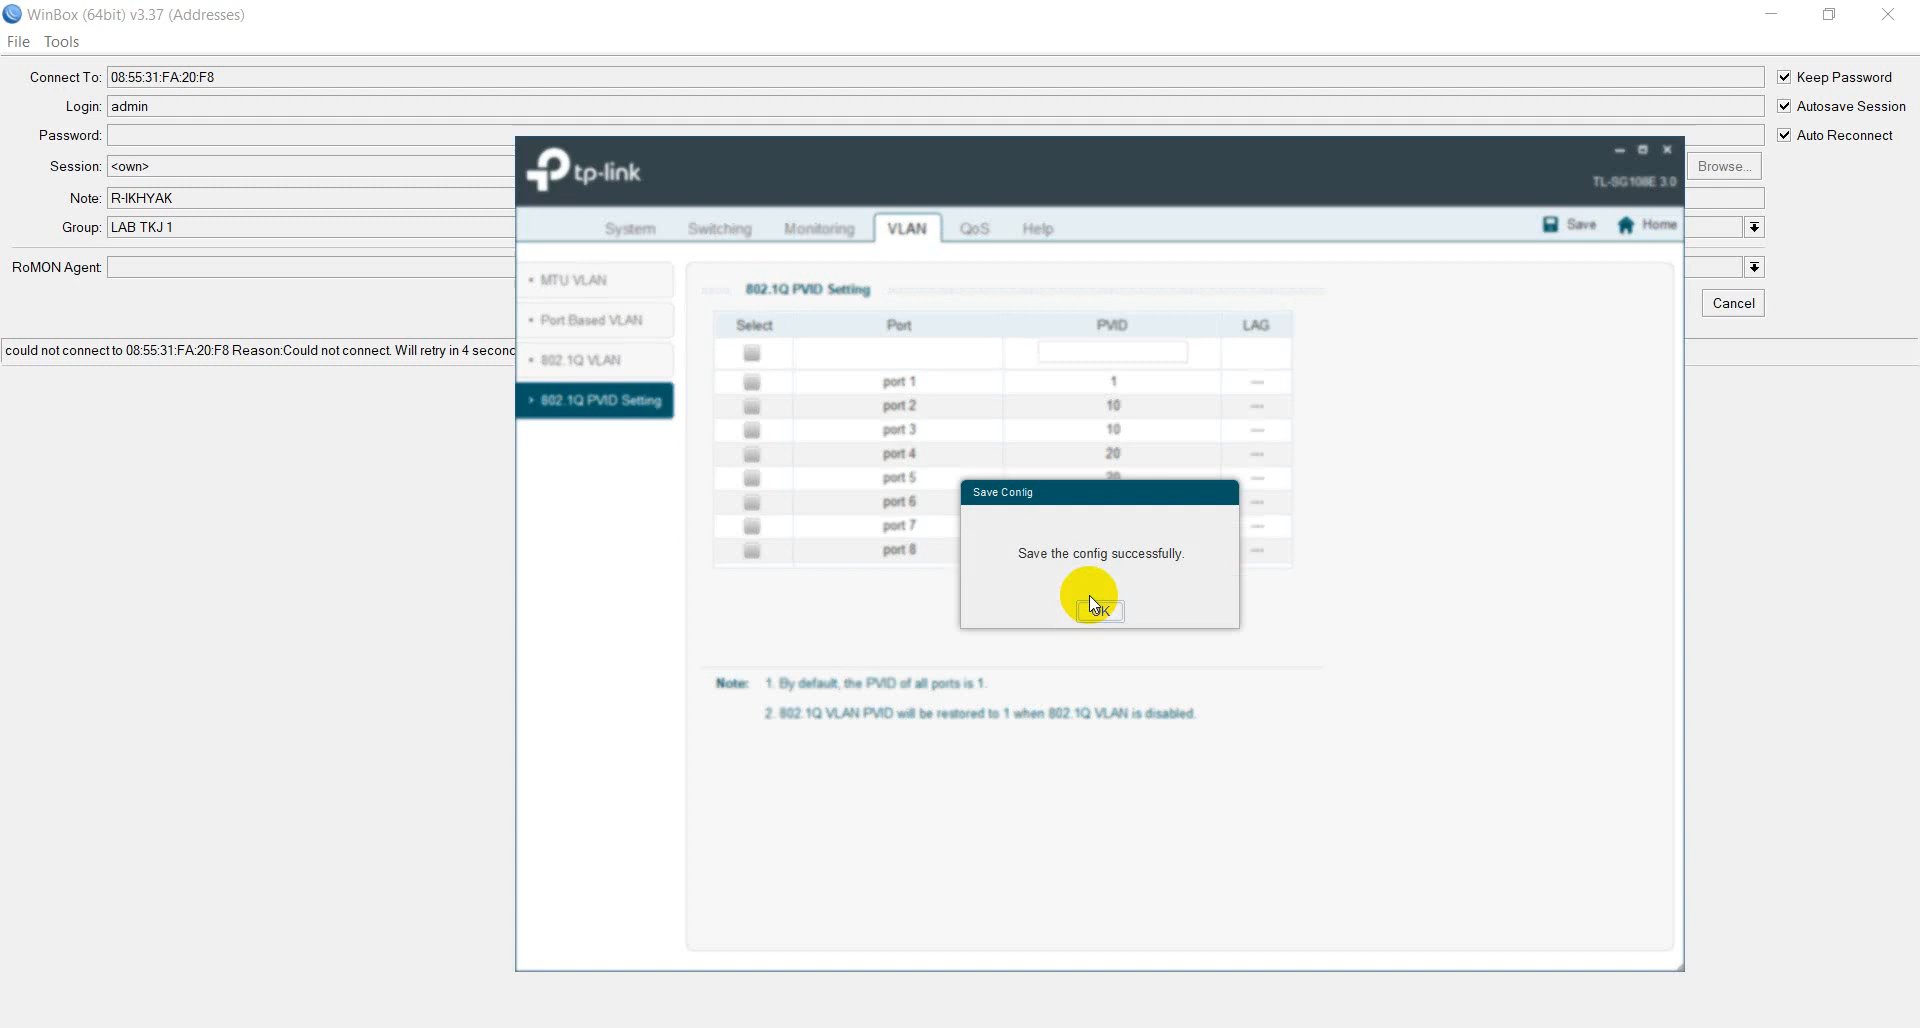 WinBox (64bit) v3.37 (Addresses)
File Tools
Connect To: 08:55:31:FA:20:F8
Keep Password
Login: admin
Autosave Session
Password:
Auto Reconnect
Session: <own>
Browse...
Note: R-IKHYAK
Group: LAB TKJ 1
RoMON Agent:
Cancel
could not connect to 08:55:31:FA:20:F8 Reason:Could not connect. Will retry in 4 seconc
tp-link
TL-SG108E 3.0
System Switching Monitoring VLAN QoS Help
Save Home
MTU VLAN
Port Based VLAN
802.1Q VLAN
802.1Q PVID Setting
802.1Q PVID Setting
Select Port PVID LAG
port 1 1 ---
port 2 10 ---
port 3 10 ---
port 4 20 ---
port 5 20 ---
port 6 ---
port 7 ---
port 8 ---
Save Config
Save the config successfully.
OK
Note: 1. By default, the PVID of all ports is 1.
2. 802.1Q VLAN PVID will be restored to 1 when 802.1Q VLAN is disabled.